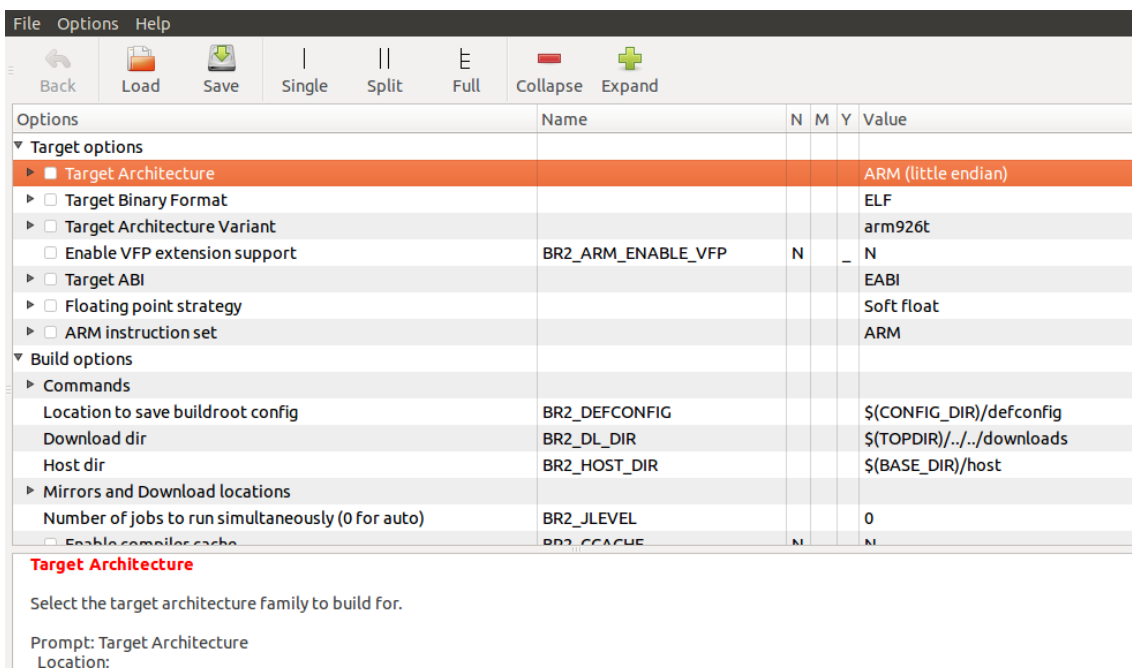 File Options Help
Back Load Save Single Split Full Collapse Expand
Options Name N M Y Value
Target options
Target Architecture ARM (little endian)
Target Binary Format ELF
Target Architecture Variant arm926t
Enable VFP extension support BR2_ARM_ENABLE_VFP N _ N
Target ABI EABI
Floating point strategy Soft float
ARM instruction set ARM
Build options
Commands
Location to save buildroot config BR2_DEFCONFIG $(CONFIG_DIR)/defconfig
Download dir BR2_DL_DIR $(TOPDIR)/../../downloads
Host dir BR2_HOST_DIR $(BASE_DIR)/host
Mirrors and Download locations
Number of jobs to run simultaneously (0 for auto) BR2_JLEVEL 0
Enable compiler cache BR2_CCACHE N N
Target Architecture
Select the target architecture family to build for.
Prompt: Target Architecture
Location: